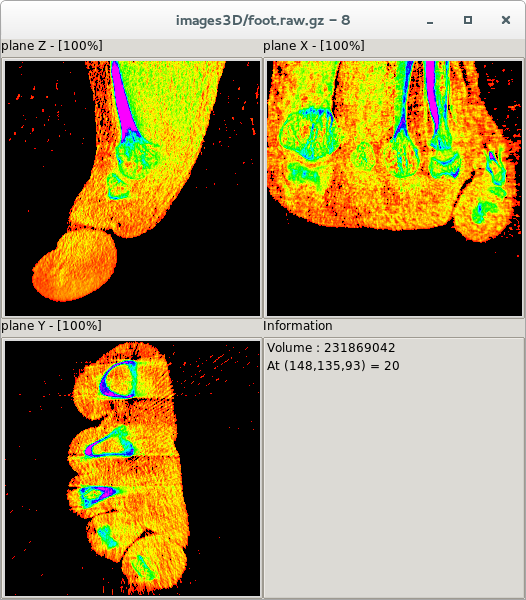 images3D/foot.raw.gz – 8
plane Z - [100%]
plane X - [100%]
plane Y - [100%]
Information
Volume : 231869042
At (148,135,93) = 20